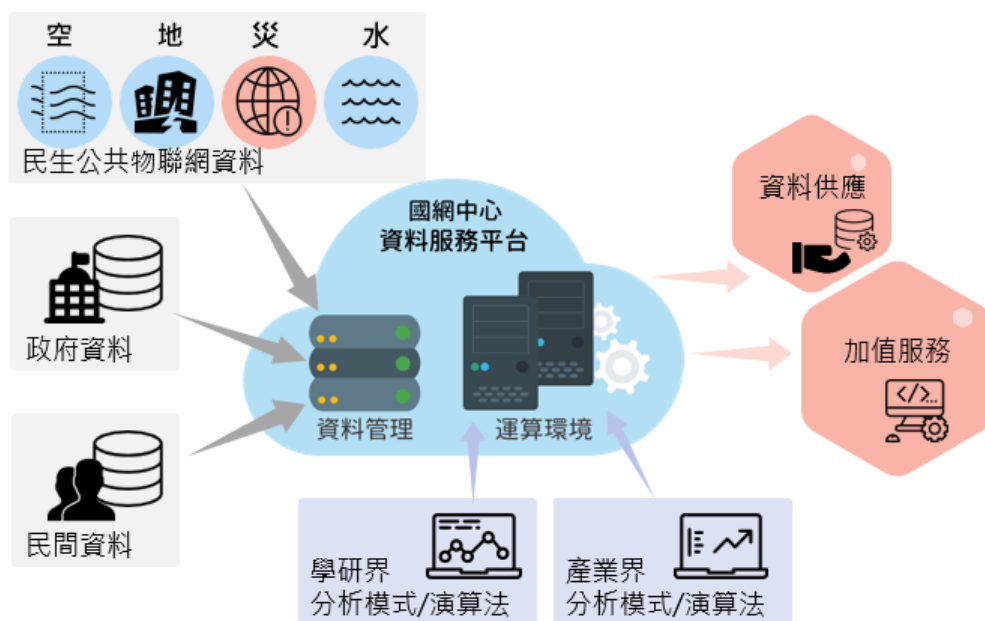 空 地 災 水
民生公共物聯網資料
國網中心
資料服務平台
資料供應
政府資料
加值服務
</>...
資料管理 運算環境
民間資料
學研界
分析模式/演算法
產業界
分析模式/演算法